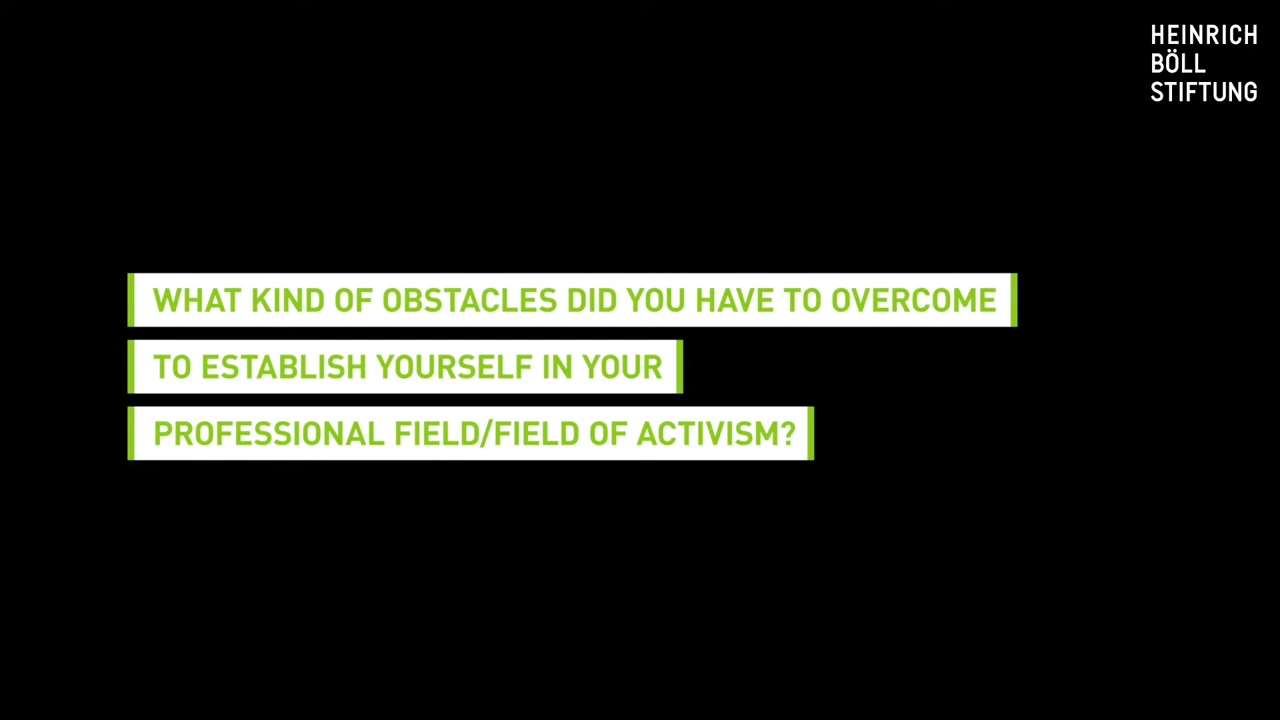 HEINRICH
BÖLL
STIFTUNG
WHAT KIND OF OBSTACLES DID YOU HAVE TO OVERCOME
TO ESTABLISH YOURSELF IN YOUR
PROFESSIONAL FIELD/FIELD OF ACTIVISM?